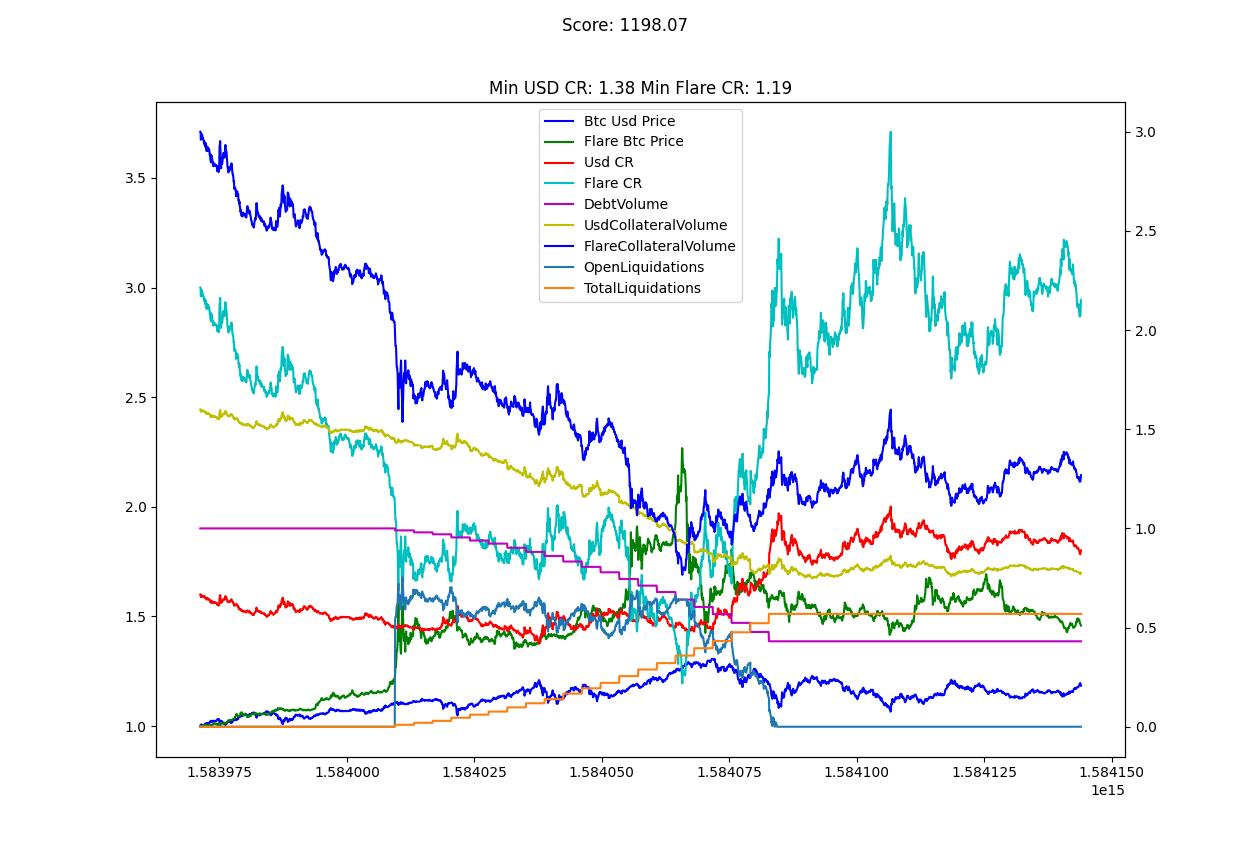 Score: 1198.07
Min USD CR: 1.38 Min Flare CR: 1.19
Btc Usd Price
Flare Btc Price
Usd CR
Flare CR
DebtVolume
UsdCollateralVolume
FlareCollateralVolume
OpenLiquidations
TotalLiquidations
3.5
3.0
2.5
2.0
1.5
1.0
3.0
2.5
2.0
1.5
1.0
0.5
0.0
1.583975 1.584000 1.584025 1.584050 1.584075 1.584100 1.584125 1.584150
1e15